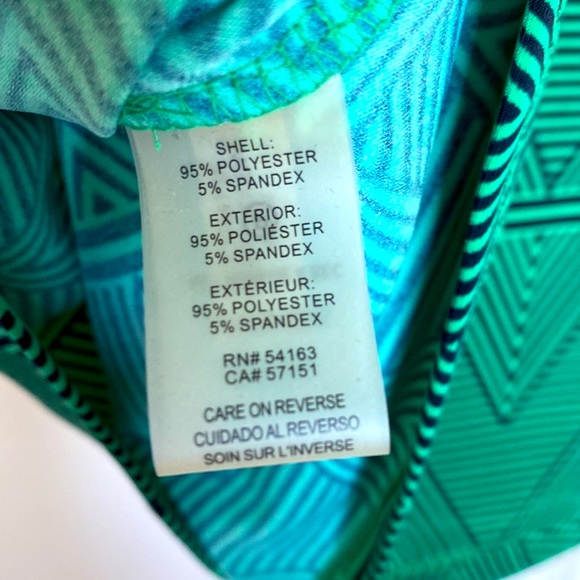 SHELL:
95% POLYESTER
5% SPANDEX
EXTERIOR:
95% POLIÉSTER
5% SPANDEX
EXTÉRIEUR:
95% POLYESTER
5% SPANDEX
RN# 54163
CA# 57151
CARE ON REVERSE
CUIDADO AL REVERSO
SOIN SUR L'INVERSE